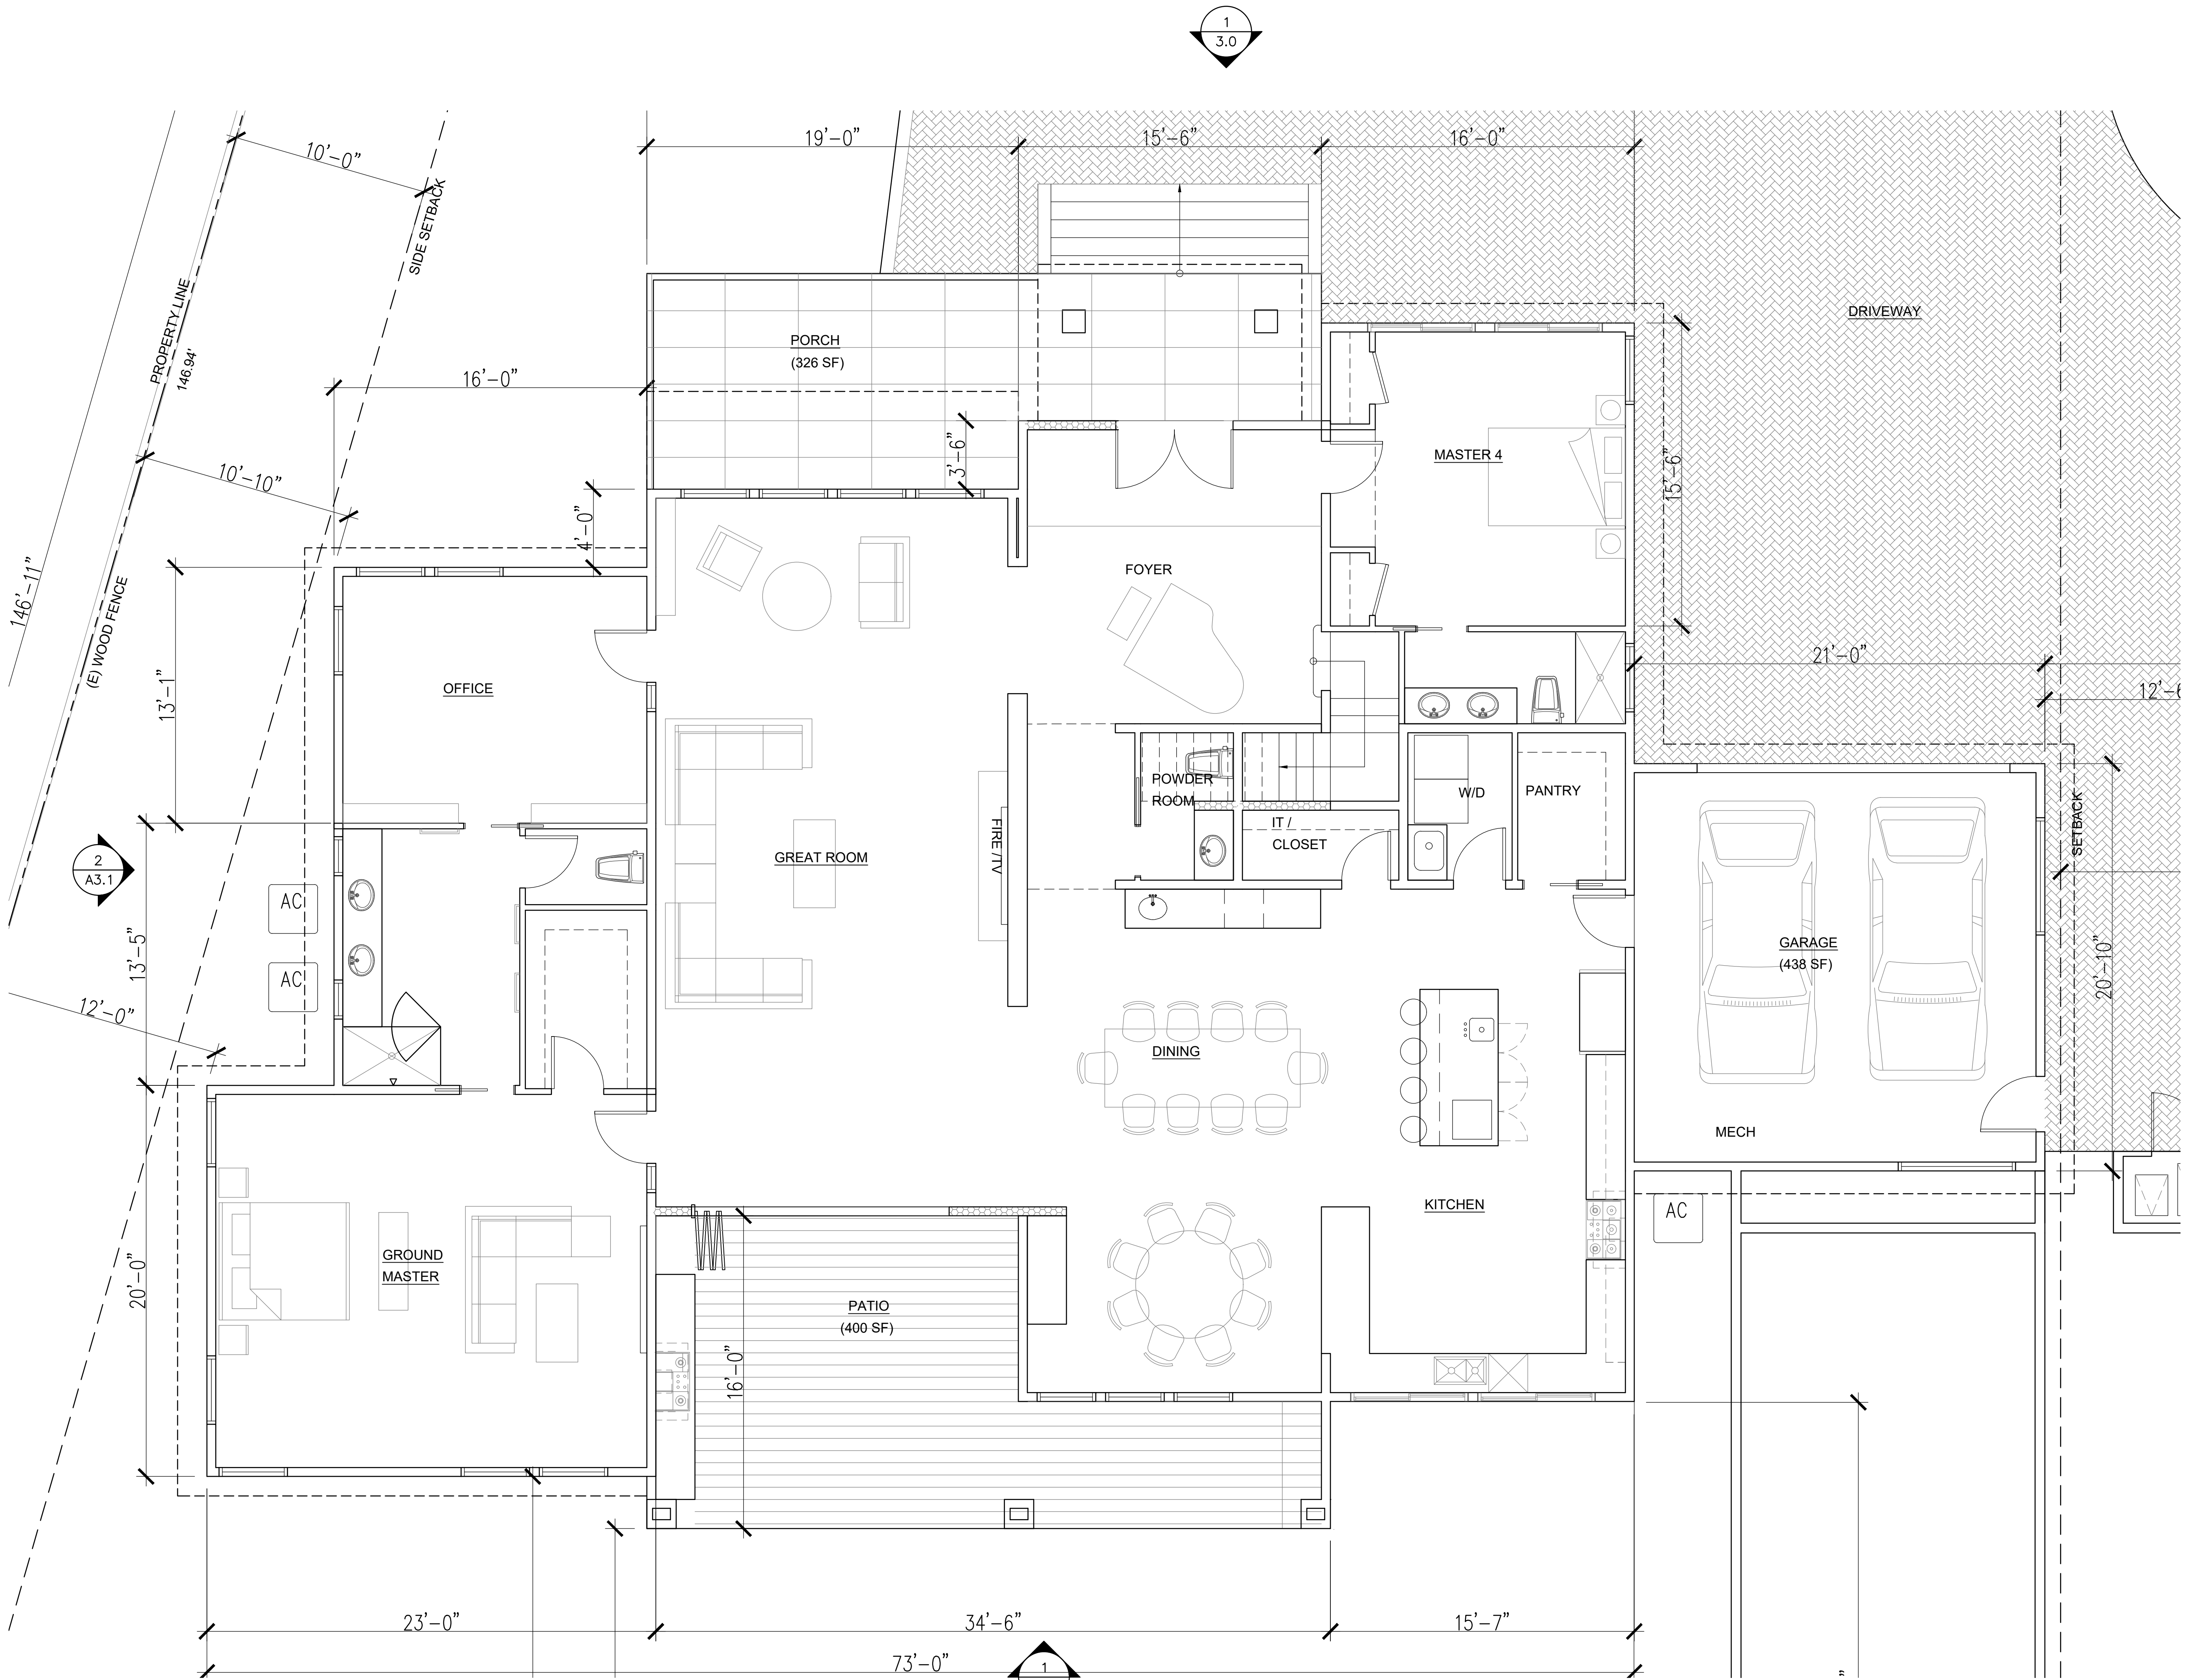 1
3.0
10'-0"
19'-0"
15'-6"
16'-0"
SIDE SETBACK
PROPERTY LINE
146.94'
DRIVEWAY
PORCH
(326 SF)
16'-0"
3'-6"
MASTER 4
15'-6"
10'-10"
4'-0"
146'-11"
(E) WOOD FENCE
FOYER
13'-1"
OFFICE
21'-0"
POWDER
ROOM
W/D
PANTRY
IT /
CLOSET
FIRE /TV
GREAT ROOM
SETBACK
2
A3.1
AC
AC
13'-5"
12'-0"
GARAGE
(438 SF)
20'-10"
DINING
MECH
KITCHEN
AC
GROUND
MASTER
20'-0"
PATIO
(400 SF)
16'-0"
23'-0"
34'-6"
15'-7"
73'-0"
1